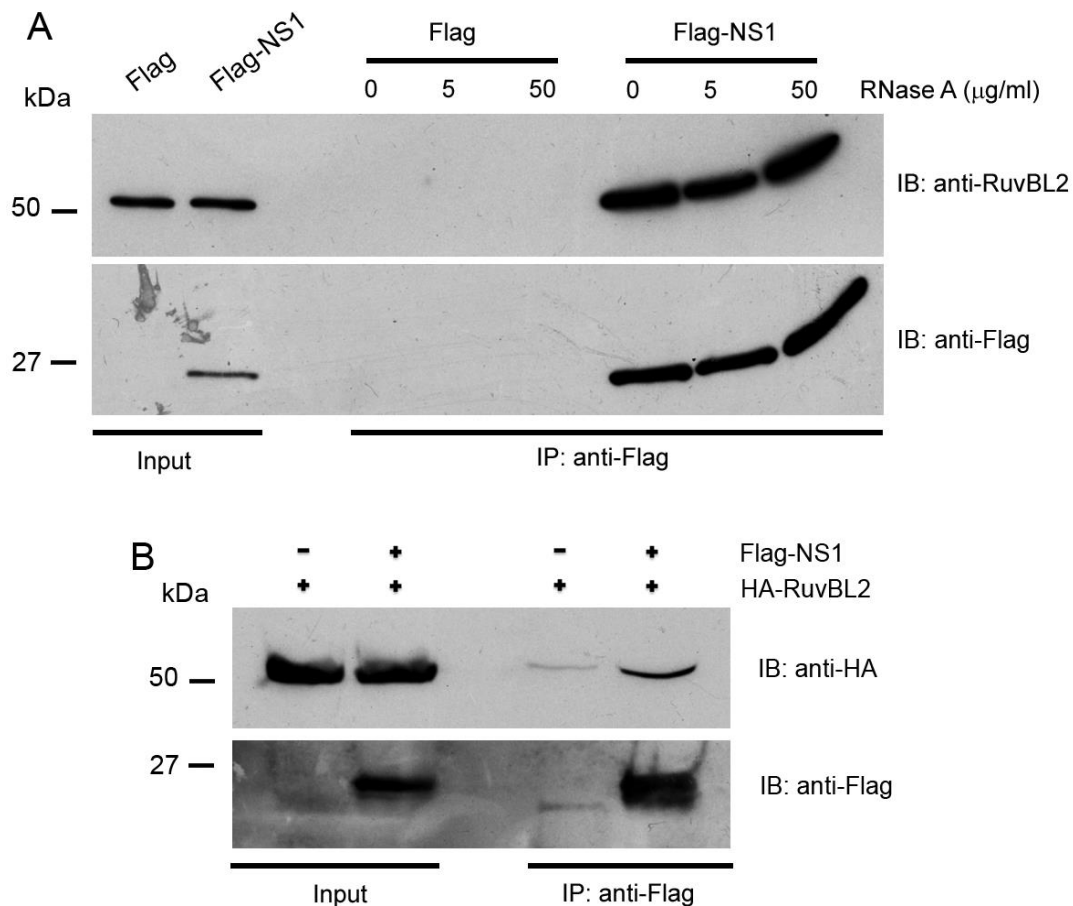 A
Flag
Flag-NS1
Flag
Flag-NS1
kDa
0 5 50 0 5 50 RNase A (μg/ml)
50
IB: anti-RuvBL2
27
IB: anti-Flag
Input
IP: anti-Flag
B
- + - + Flag-NS1
kDa
+ + + + HA-RuvBL2
50
IB: anti-HA
27
IB: anti-Flag
Input
IP: anti-Flag